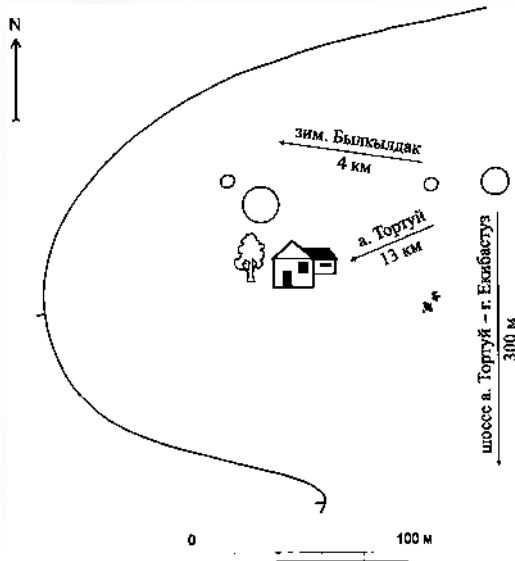 N
зим. Былкылдак
4 км
а. Тортуй
13 км
шоссе а. Тортуй – г. Екибастуз
300 м
0
100 м